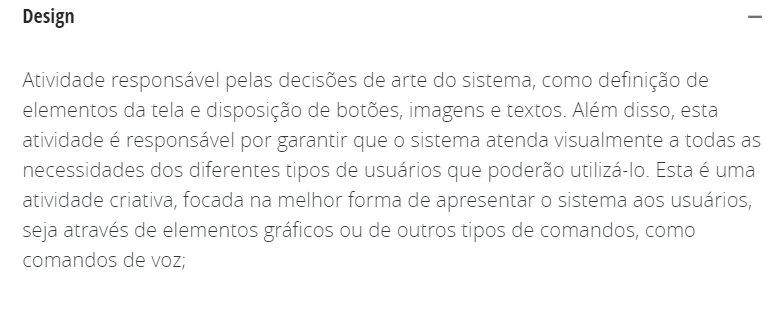 Design
Atividade responsável pelas decisões de arte do sistema, como definição de
elementos da tela e disposição de botões, imagens e textos. Além disso, esta
atividade é responsável por garantir que o sistema atenda visualmente a todas as
necessidades dos diferentes tipos de usuários que poderão utilizá-lo. Esta é uma
atividade criativa, focada na melhor forma de apresentar o sistema aos usuários,
seja através de elementos gráficos ou de outros tipos de comandos, como
comandos de voz;